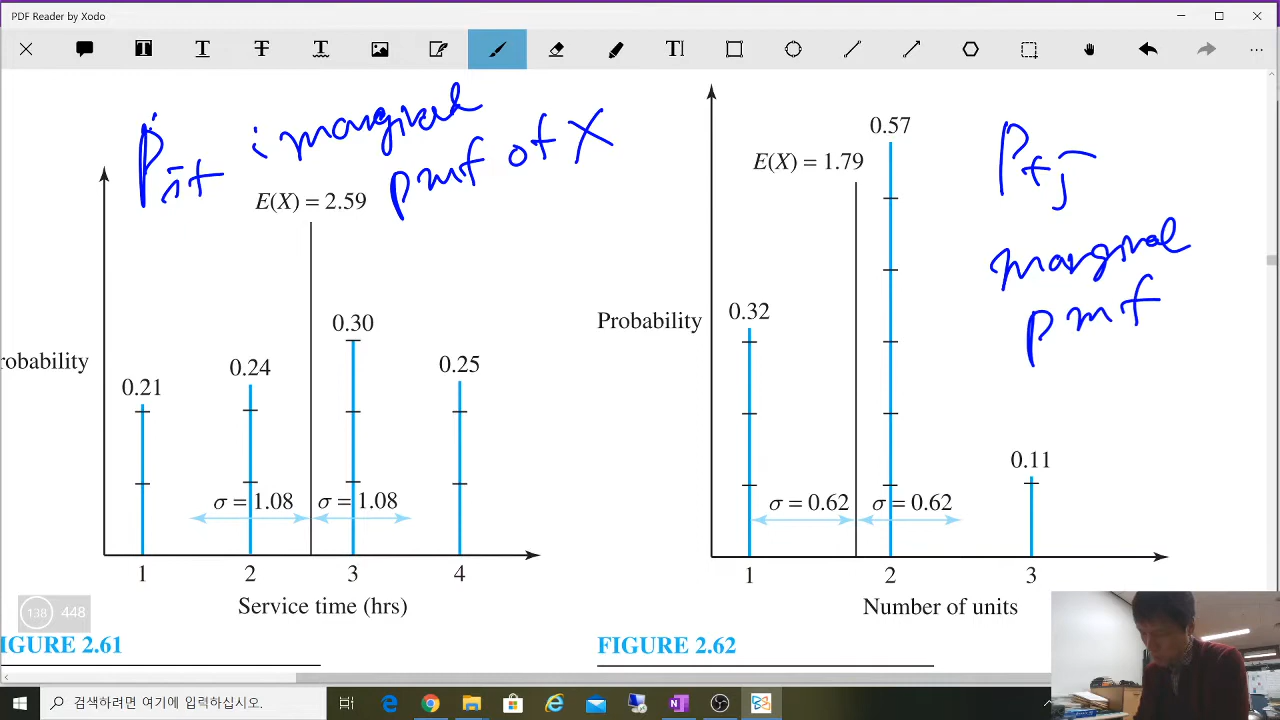 PDF Reader by Xodo
P i+ : marginal
pmf of X
E(X) = 2.59
robability
0.21
0.24
0.30
0.25
σ = 1.08
σ = 1.08
1 2 3 4
Service time (hrs)
138 448
IGURE 2.61
E(X) = 1.79
0.57
P+j
marginal
pmf
Probability
0.32
0.11
σ = 0.62
σ = 0.62
1 2 3
Number of units
FIGURE 2.62
검색하려면 여기에 입력하십시오.